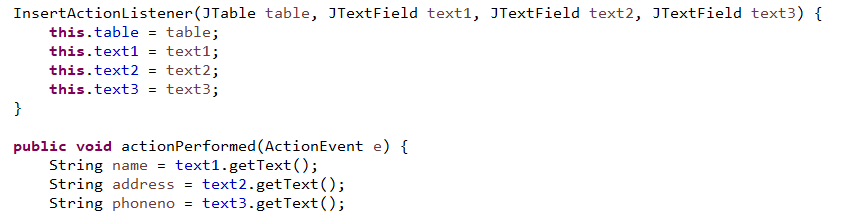 InsertActionListener(JTable table, JTextField text1, JTextField text2, JTextField text3) {
    this.table = table;
    this.text1 = text1;
    this.text2 = text2;
    this.text3 = text3;
}
public void actionPerformed(ActionEvent e) {
    String name = text1.getText();
    String address = text2.getText();
    String phoneno = text3.getText();